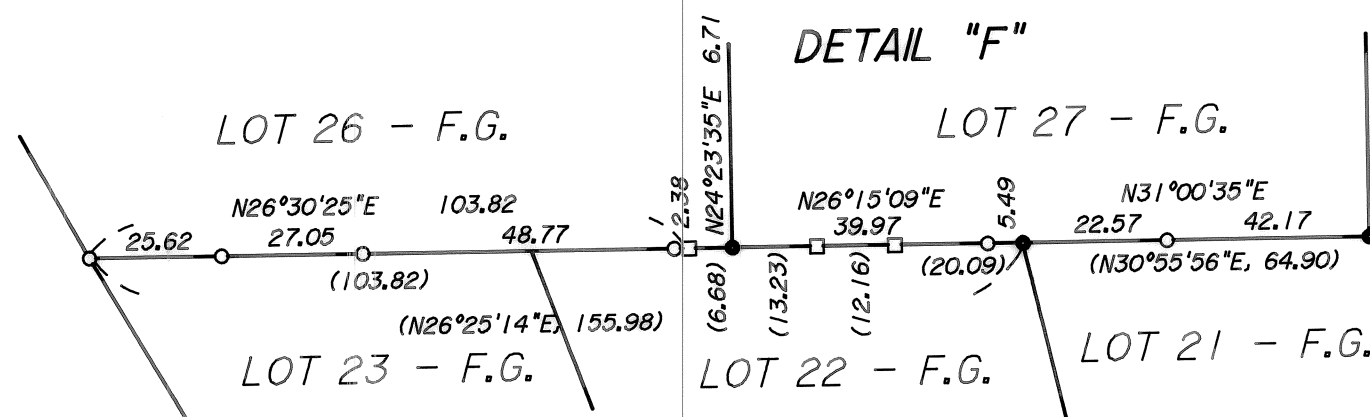 DETAIL "F"
N24°23'35"E 6.71
LOT 26 - F.G.
LOT 27 - F.G.
N26°30'25"E 103.82
2.38
N26°15'09"E
5.49
N31°00'35"E
25.62 27.05 48.77
39.97
22.57 42.17
(103.82)
(6.68)
(13.23)
(12.16)
(20.09)
(N30°55'56"E, 64.90)
(N26°25'14"E, 155.98)
LOT 23 - F.G.
LOT 22 - F.G.
LOT 21 - F.G.